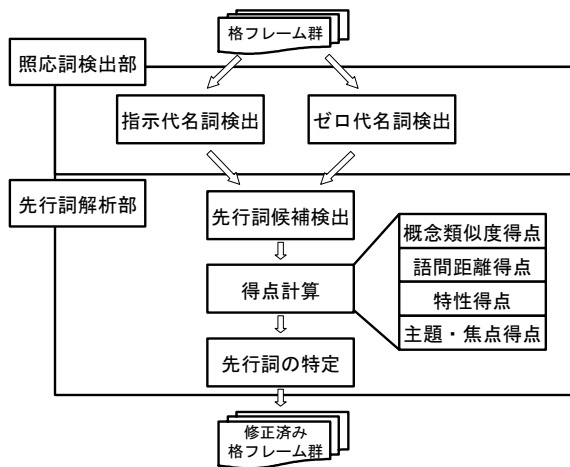 格フレーム群
照応詞検出部
指示代名詞検出
ゼロ代名詞検出
先行詞解析部
先行詞候補検出
概念類似度得点
語間距離得点
得点計算
特性得点
主題・焦点得点
先行詞の特定
修正済み
格フレーム群